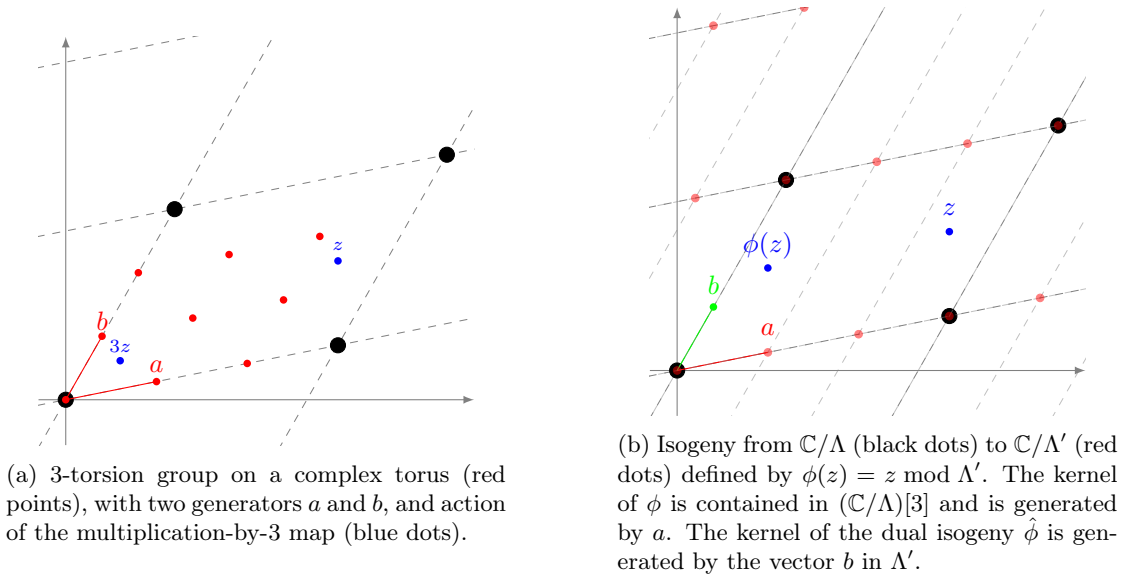 z
3z
b
a
(a) 3-torsion group on a complex torus (red
points), with two generators a and b, and action
of the multiplication-by-3 map (blue dots).
z
ϕ(z)
b
a
(b) Isogeny from ℂ/Λ (black dots) to ℂ/Λ′ (red
dots) defined by ϕ(z) = z mod Λ′. The kernel
of ϕ is contained in (ℂ/Λ)[3] and is generated
by a. The kernel of the dual isogeny ϕ̂ is gen-
erated by the vector b in Λ′.